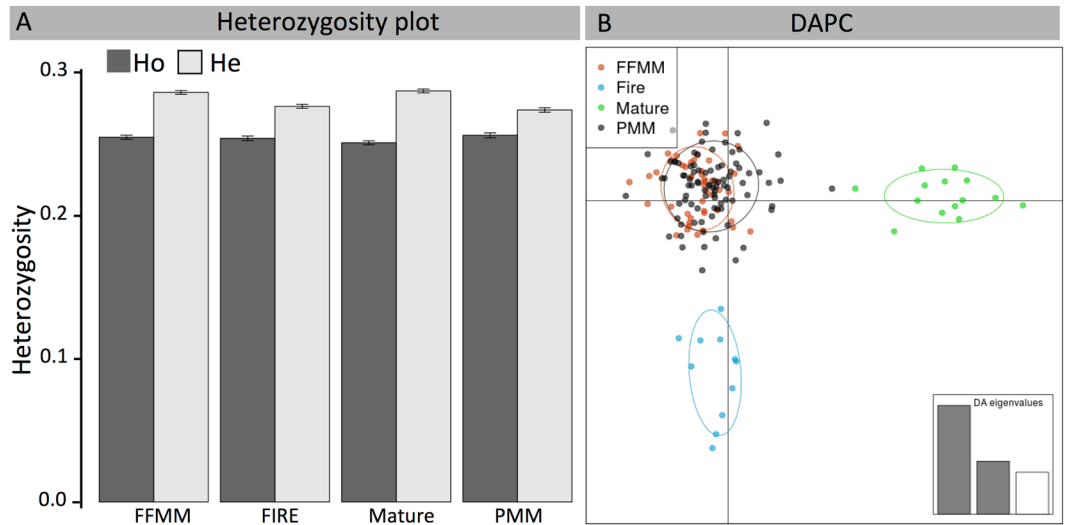 A Heterozygosity plot
Ho He
0.3
0.2
0.1
0.0
Heterozygosity
FFMM FIRE Mature PMM
B DAPC
FFMM
Fire
Mature
PMM
DA eigenvalues